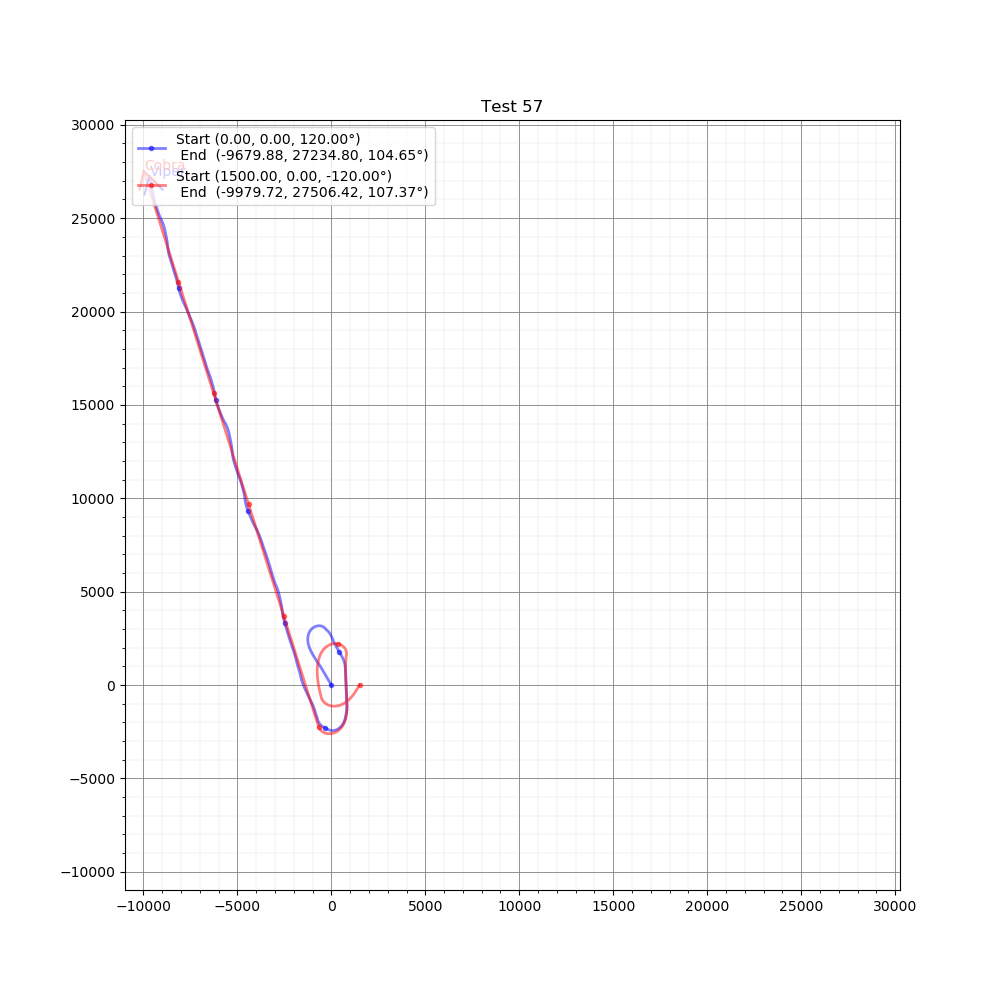 Test 57
30000
25000
20000
15000
10000
5000
0
−5000
−10000
Start (0.00, 0.00, 120.00°)
End (-9679.88, 27234.80, 104.65°)
Start (1500.00, 0.00, -120.00°)
End (-9979.72, 27506.42, 107.37°)
Cobra
Viper
−10000 −5000 0 5000 10000 15000 20000 25000 30000